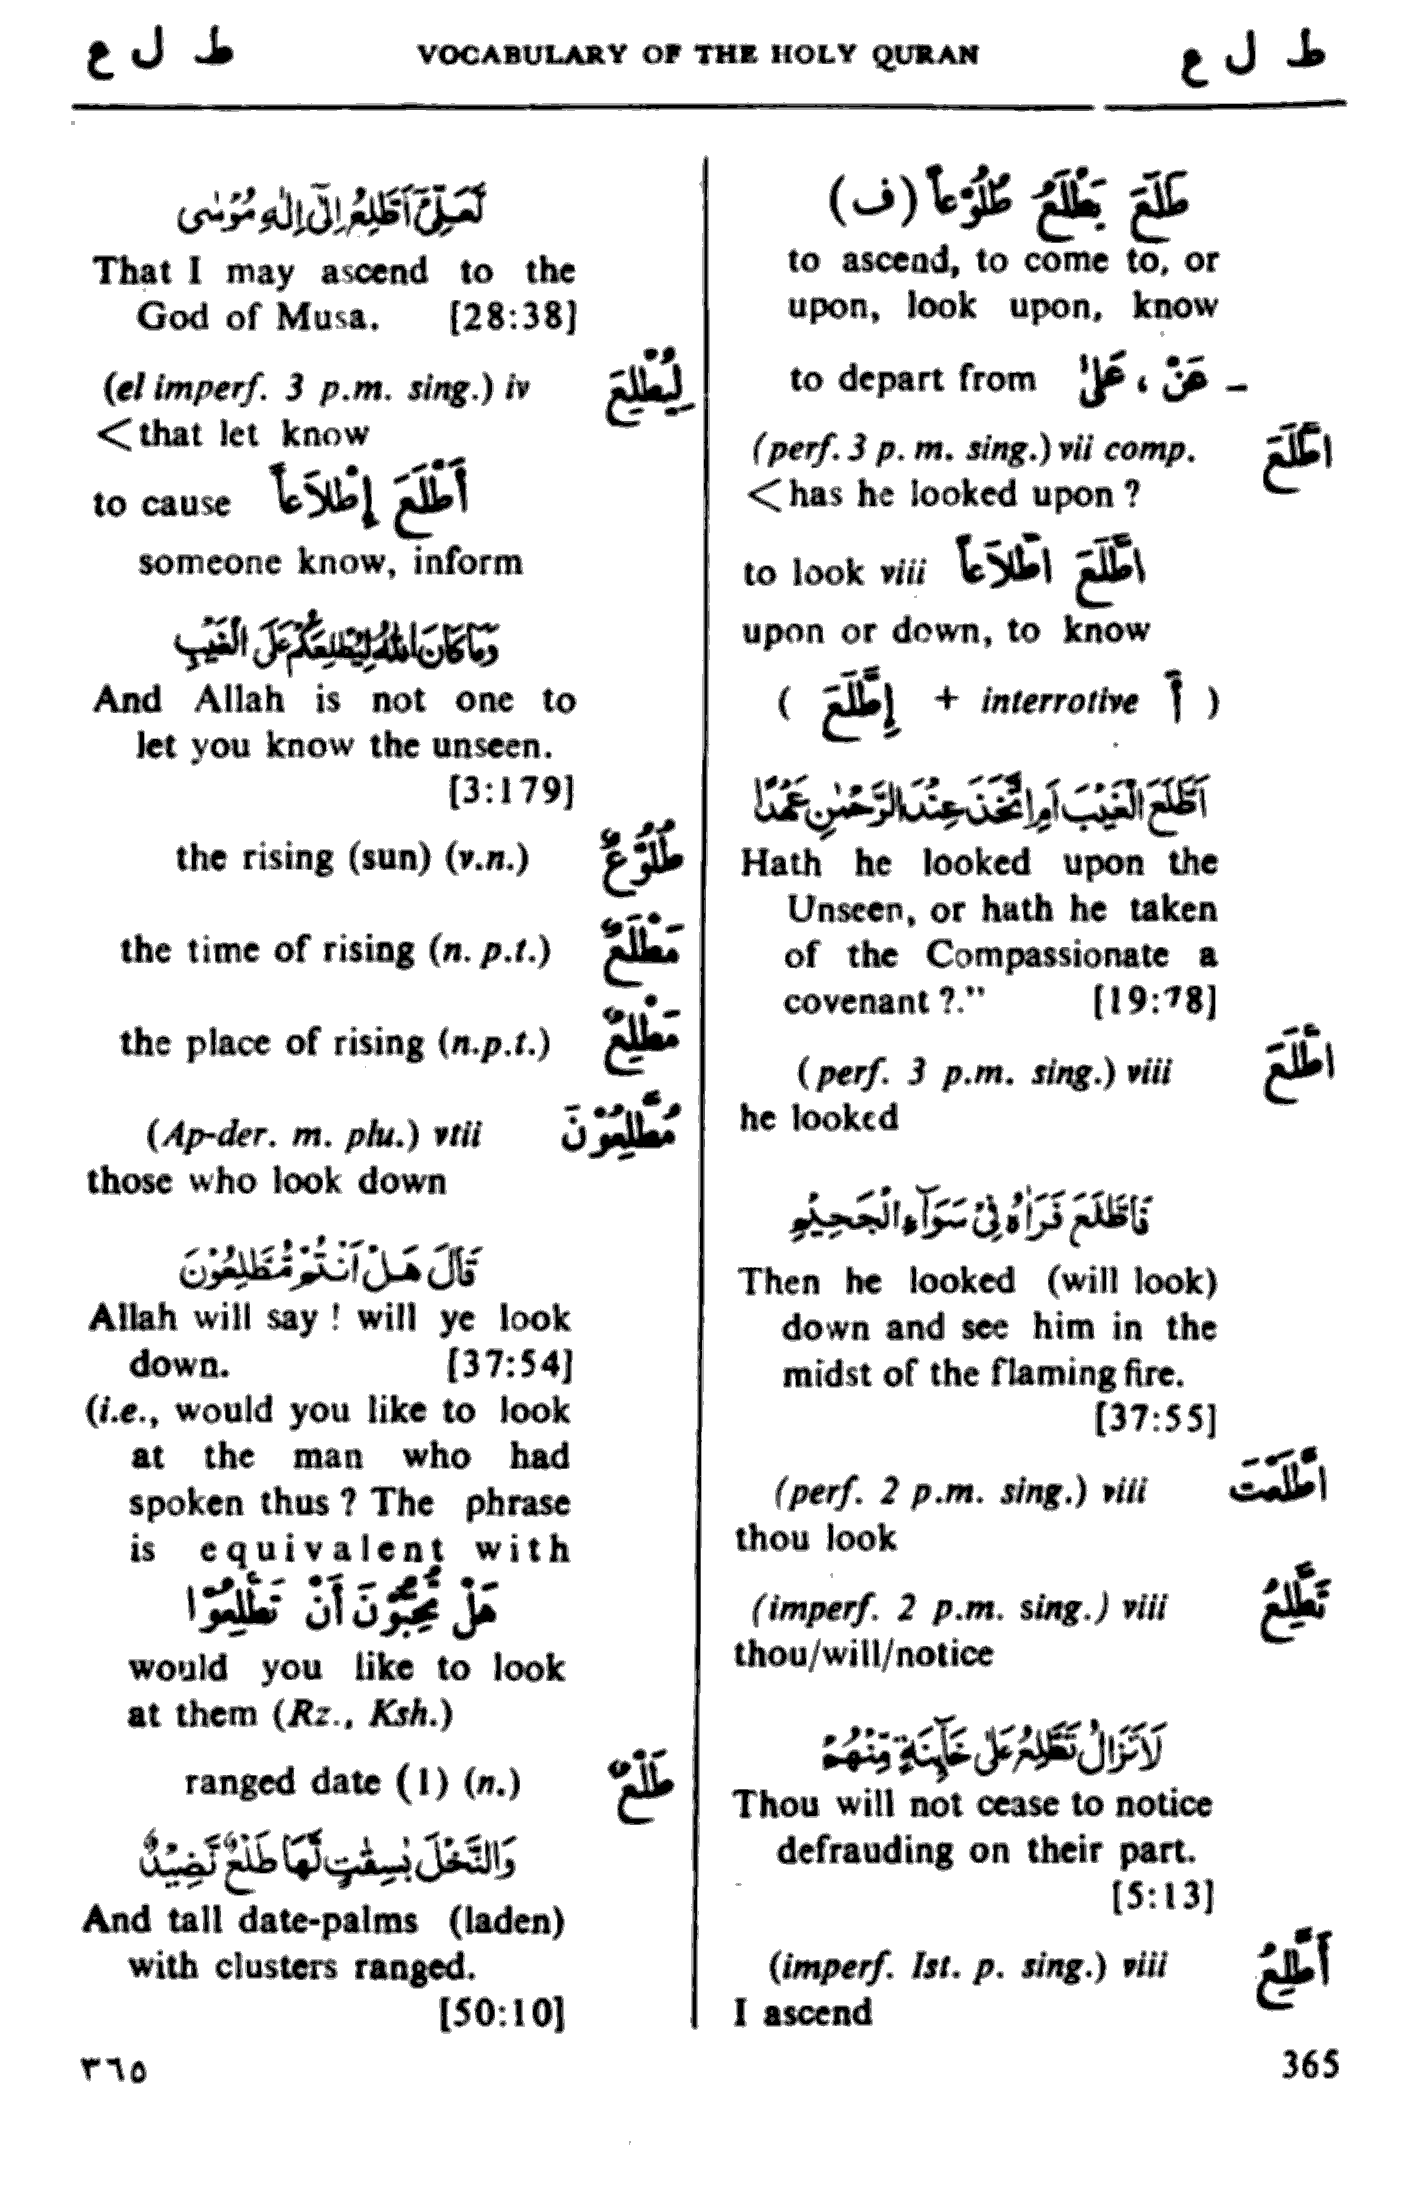 ط ل ع VOCABULARY OF THE HOLY QURAN ط ل ع
طَلَعَ يَطْلَعُ طُلُوْعاً (ف)
to ascend, to come to, or
upon, look upon, know
to depart from ـ عَنْ ، عَلىٰ
(perf. 3 p. m. sing.) vii comp. اطَّلَعَ
<has he looked upon ?
to look viii اطَّلَعَ اطّلَاعاً
upon or down, to know
( إِطَّلَعَ + interrotive أَ )
اَطَّلَعَ الْغَيْبَ اَمِ اتَّخَذَ عِنْدَ الرَّحْمٰنِ عَهْدًا
Hath he looked upon the
Unseen, or hath he taken
of the Compassionate a
covenant ?." [19:78]
(perf. 3 p.m. sing.) viii اطَّلَعَ
he looked
فَاطَّلَعَ فَرَاٰهُ فِيْ سَوَآءِ الْجَحِيْمِ
Then he looked (will look)
down and see him in the
midst of the flaming fire.
[37:55]
(perf. 2 p.m. sing.) viii اطَّلَعْتَ
thou look
(imperf. 2 p.m. sing.) viii تَطَّلِعُ
thou/will/notice
لَا تَزَالُ تَطَّلِعُ عَلٰى خَآئِنَةٍ مِّنْهُمْ
Thou will not cease to notice
defrauding on their part.
[5:13]
(imperf. Ist. p. sing.) viii أَطَّلِعُ
I ascend
لَّعَلِّيْٓ اَطَّلِعُ اِلٰٓى اِلٰهِ مُوْسٰى
That I may ascend to the
God of Musa. [28:38]
(el imperf. 3 p.m. sing.) iv لِيُطْلِعَ
<that let know
to cause أَطْلَعَ إِطْلَاعاً
someone know, inform
وَمَا كَانَ اللهُ لِيُطْلِعَكُمْ عَلَى الْغَيْبِ
And Allah is not one to
let you know the unseen.
[3:179]
the rising (sun) (v.n.) طُلُوْعٌ
the time of rising (n. p.t.) مَطْلَعٌ
the place of rising (n.p.t.) مَطْلِعٌ
(Ap-der. m. plu.) vtii مُطَّلِعُوْنَ
those who look down
قَالَ هَلْ اَنْتُمْ مُّطَّلِعُوْنَ
Allah will say ! will ye look
down. [37:54]
(i.e., would you like to look
at the man who had
spoken thus ? The phrase
is equivalent with
هَلْ تُحِبُّوْنَ أَنْ تَطَّلِعُوْا
would you like to look
at them (Rz., Ksh.)
ranged date (1) (n.) طَلْعٌ
وَالنَّخْلَ بٰسِقٰتٍ لَّهَا طَلْعٌ نَّضِيْدٌ
And tall date-palms (laden)
with clusters ranged.
[50:10]
٣٦٥ 365